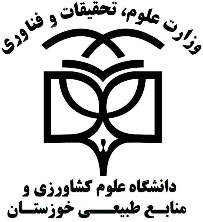 وزارت علوم، تحقیقات و فناوری
دانشگاه علوم کشاورزی و
منابع طبیعی خوزستان